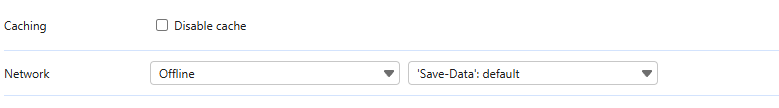 Caching Disable cache
Network Offline 'Save-Data': default